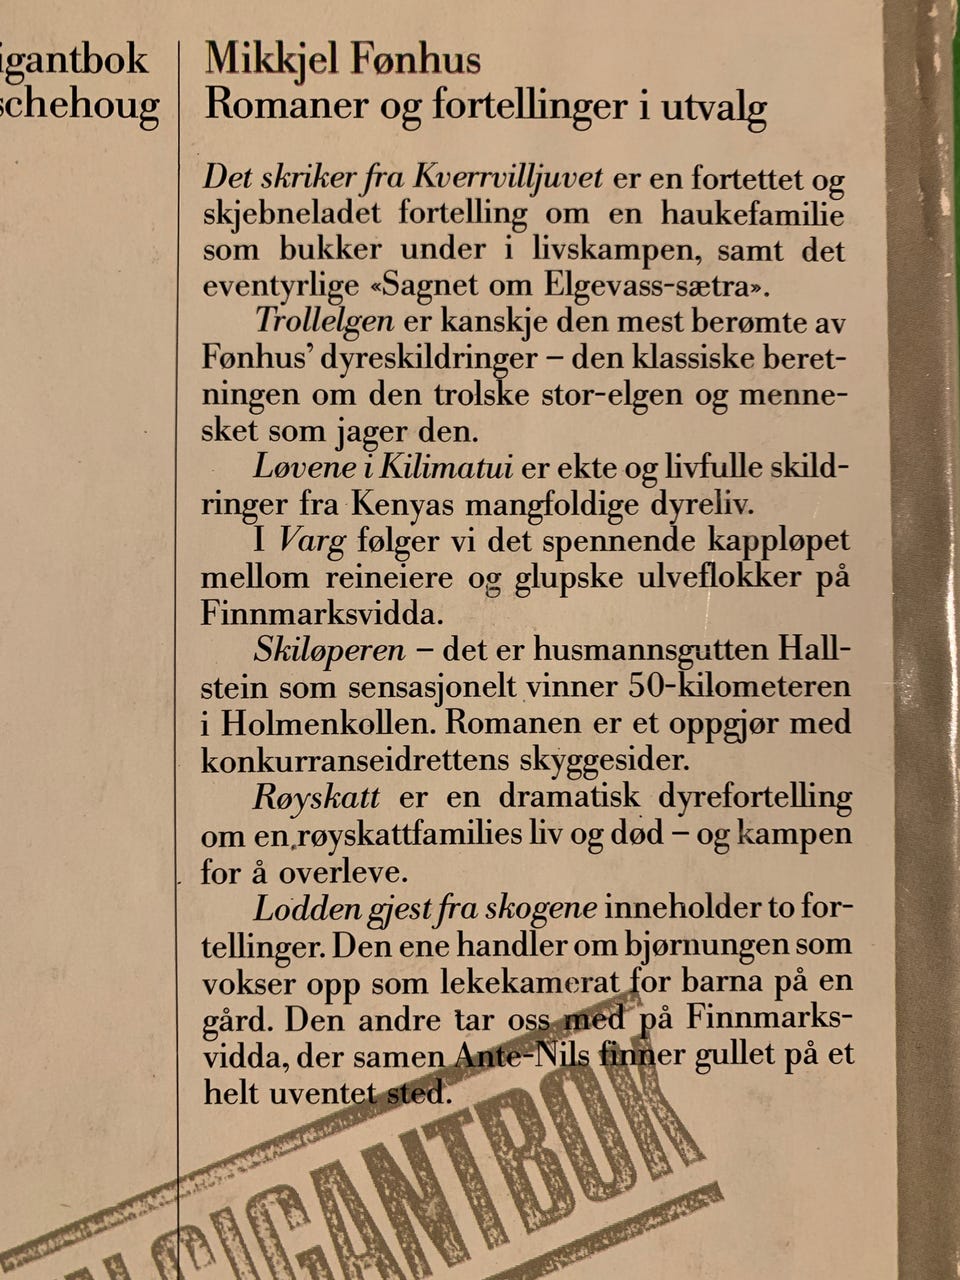 igantbok
schehoug
Mikkjel Fønhus
Romaner og fortellinger i utvalg
Det skriker fra Kverrvilljuvet er en fortettet og
skjebneladet fortelling om en haukefamilie
som bukker under i livskampen, samt det
eventyrlige «Sagnet om Elgevass-sætra».
Trollelgen er kanskje den mest berømte av
Fønhus’ dyreskildringer – den klassiske beret-
ningen om den trolske stor-elgen og menne-
sket som jager den.
Løvene i Kilimatui er ekte og livfulle skild-
ringer fra Kenyas mangfoldige dyreliv.
I Varg følger vi det spennende kappløpet
mellom reineiere og glupske ulveflokker på
Finnmarksvidda.
Skiløperen – det er husmannsgutten Hall-
stein som sensasjonelt vinner 50-kilometeren
i Holmenkollen. Romanen er et oppgjør med
konkurranseidrettens skyggesider.
Røyskatt er en dramatisk dyrefortelling
om en røyskattfamilies liv og død – og kampen
for å overleve.
Lodden gjest fra skogene inneholder to for-
tellinger. Den ene handler om bjørnungen som
vokser opp som lekekamerat for barna på en
gård. Den andre tar oss med på Finnmarks-
vidda, der samen Ante-Nils finner gullet på et
helt uventet sted.
GIGANTBOK